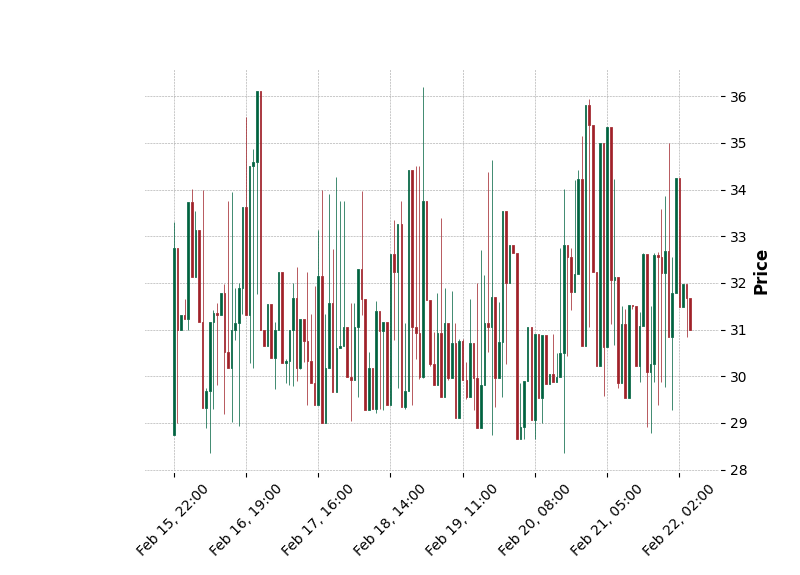 36
35
34
33
32
31
30
29
28
Price
Feb 15, 22:00
Feb 16, 19:00
Feb 17, 16:00
Feb 18, 14:00
Feb 19, 11:00
Feb 20, 08:00
Feb 21, 05:00
Feb 22, 02:00